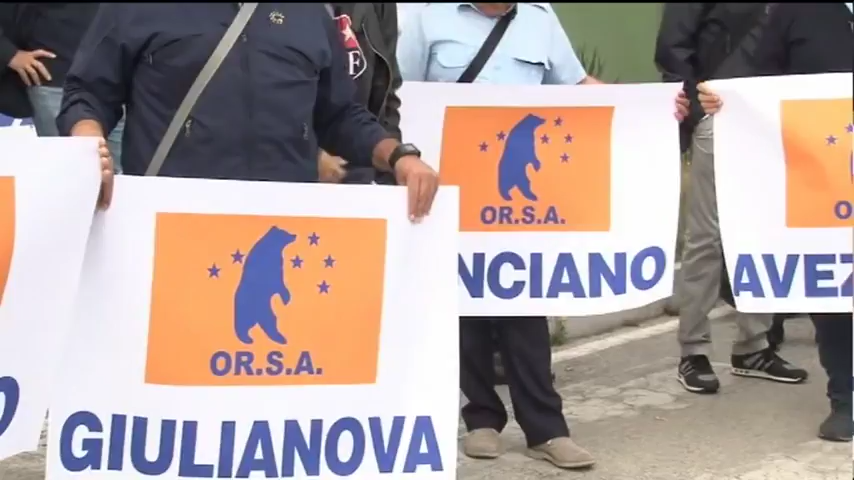 OR.S.A.
GIULIANOVA
OR.S.A.
NCIANO
O
AVEZ
F